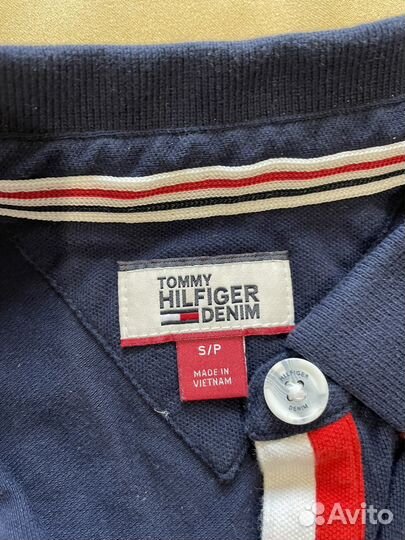 TOMMY
HILFIGER
DENIM
S/P
MADE IN
VIETNAM
HILFIGER
DENIM
Avito